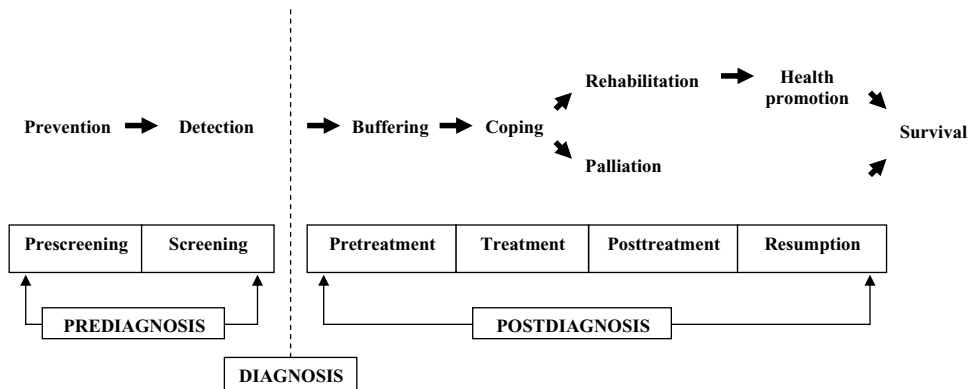 Rehabilitation
Health
promotion
Prevention
Detection
Buffering
Coping
Survival
Palliation
Prescreening
Screening
Pretreatment
Treatment
Posttreatment
Resumption
PREDIAGNOSIS
POSTDIAGNOSIS
DIAGNOSIS